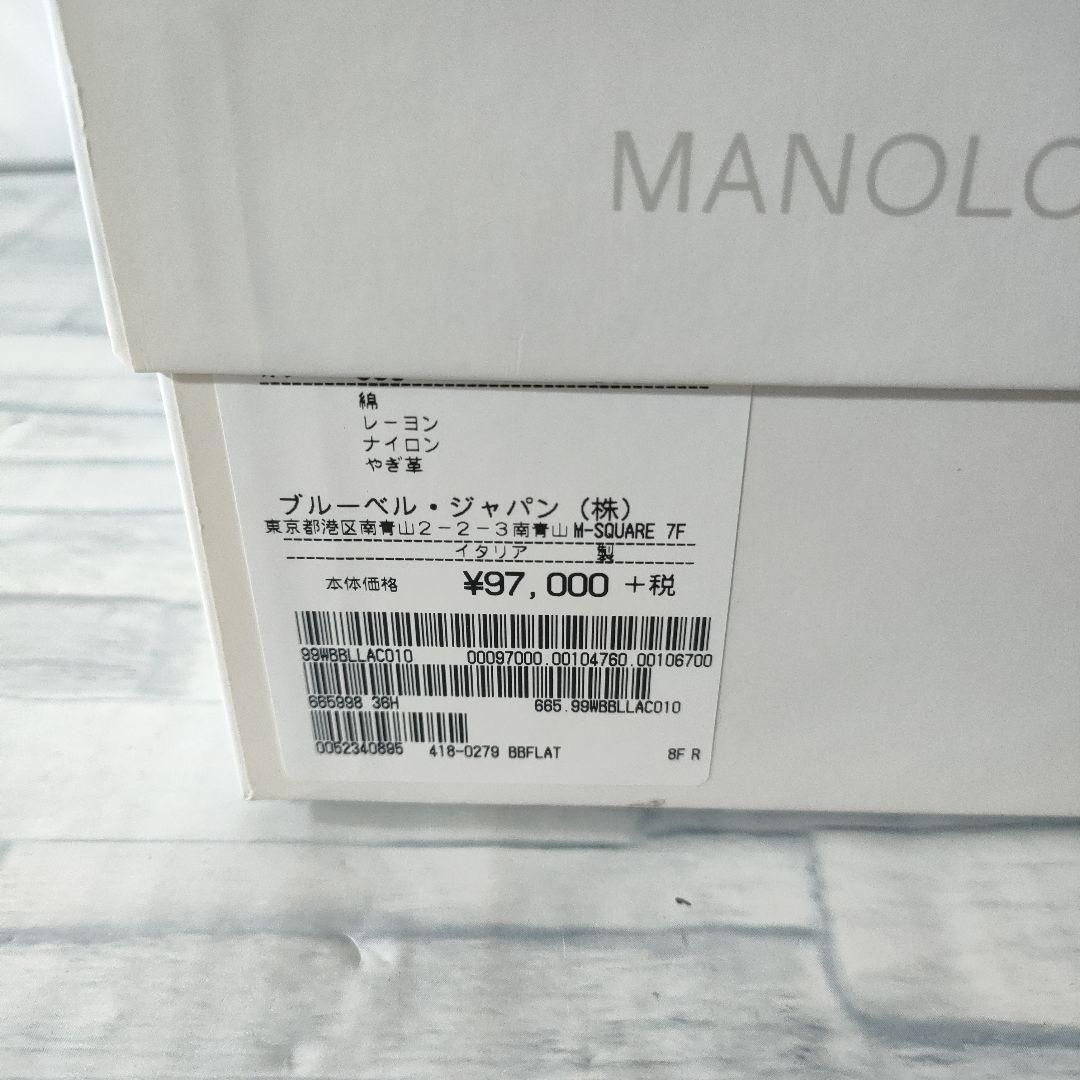 MANOLO
綿
レーヨン
ナイロン
やぎ革
ブルーベル・ジャパン（株）
東京都港区南青山２－２－３南青山 M-SQUARE 7F
イタリア 製
本体価格 ¥97,000 ＋税
99WBBLLAC010 00097000.00104760.00106700
665998 36H 665.99WBBLLAC010
0052340895 418-0279 BBFLAT 8F R